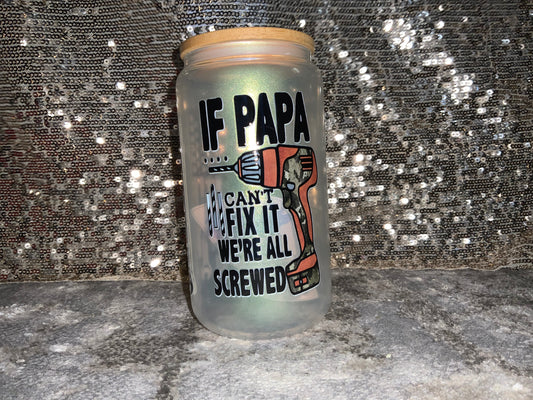 IF PAPA
CAN'T
FIX IT
WE'RE ALL
SCREWED